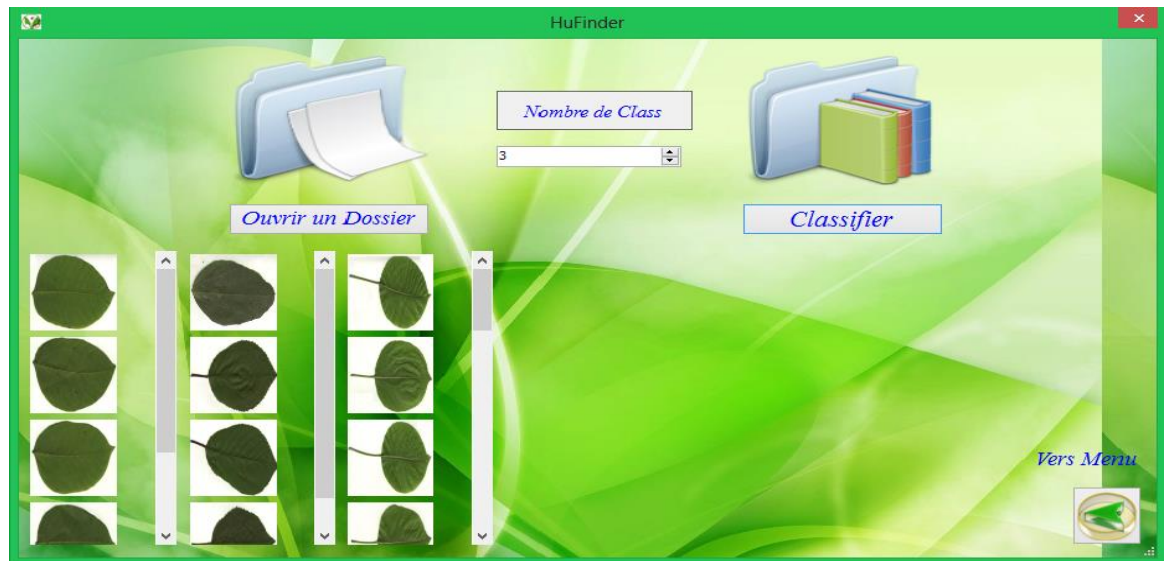 HuFinder
Nombre de Class
3
Ouvrir un Dossier
Classifier
Vers Menu